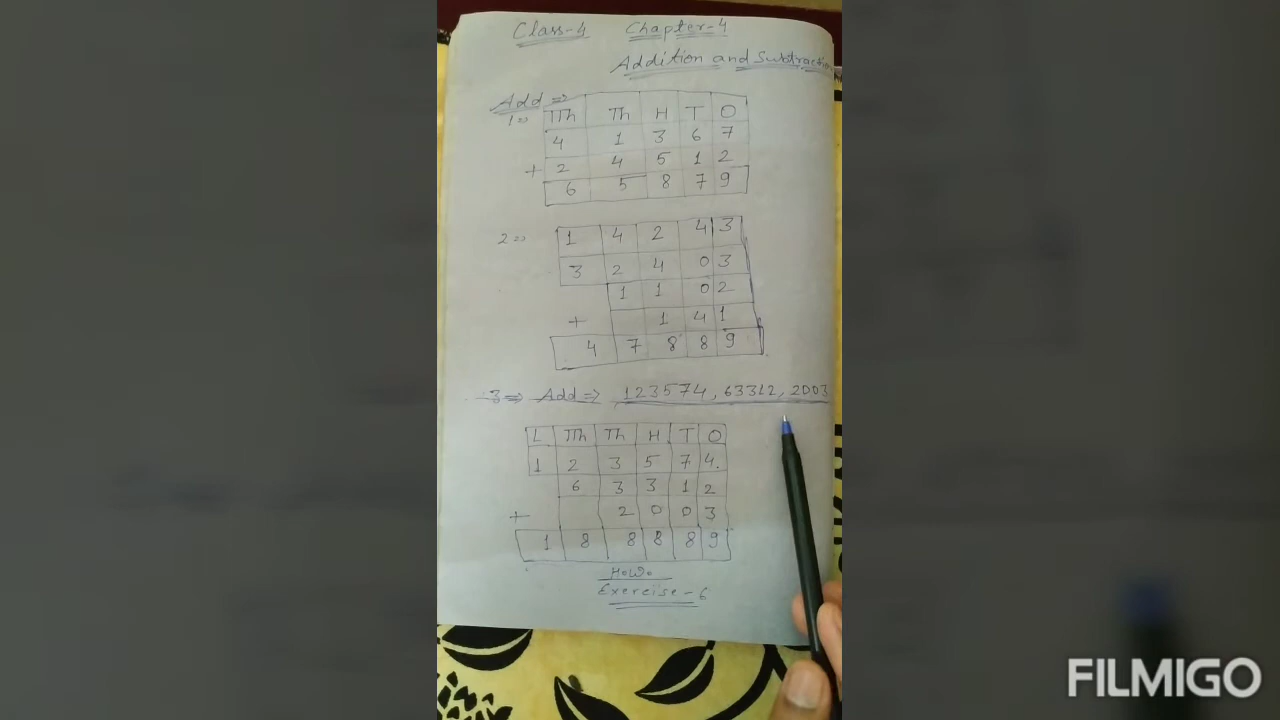 Class-4 Chapter-4
Addition and Subtraction
Add ⇒
1⇒ TTh Th H T O
4 1 3 6 7
+ 2 4 5 1 2
6 5 8 7 9
2⇒ 1 4 2 4 3
3 2 4 0 3
1 1 0 2
+ 1 4 1
4 7 8 8 9
3⇒ Add ⇒ 123574, 63312, 2003
L TTh Th H T O
1 2 3 5 7 4.
6 3 3 1 2
+ 2 0 0 3
1 8 8 8 8 9
H.W.
Exercise-6
FILMIGO